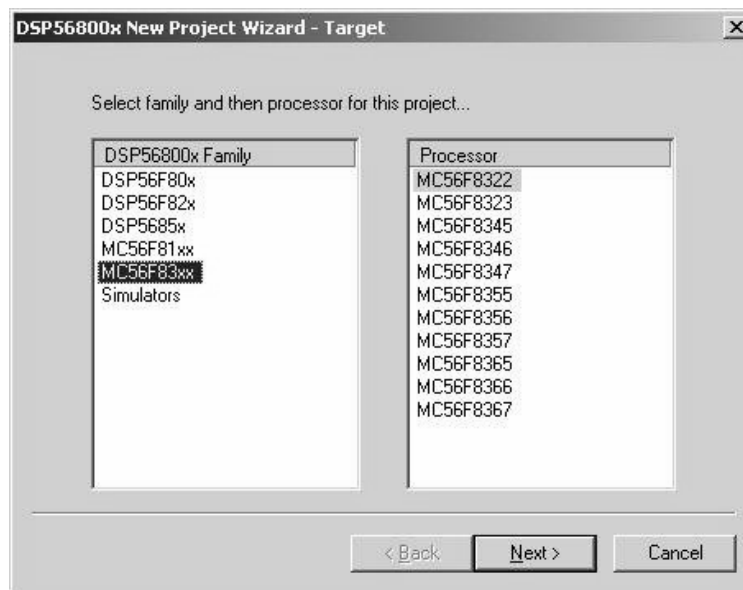 DSP56800x New Project Wizard - Target
Select family and then processor for this project...
DSP56800x Family
DSP56F80x
DSP56F82x
DSP5685x
MC56F81xx
MC56F83xx
Simulators
Processor
MC56F8322
MC56F8323
MC56F8345
MC56F8346
MC56F8347
MC56F8355
MC56F8356
MC56F8357
MC56F8365
MC56F8366
MC56F8367
< Back Next > Cancel